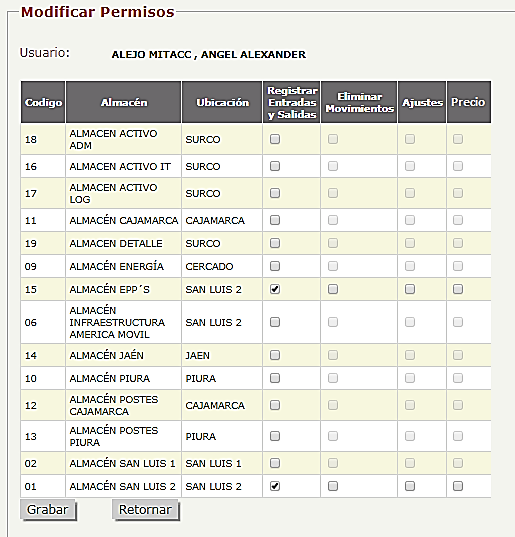 Modificar Permisos
Usuario: ALEJO MITACC , ANGEL ALEXANDER
Codigo Almacén Ubicación Registrar Entradas y Salidas Eliminar Movimientos Ajustes Precio
18 ALMACEN ACTIVO ADM SURCO
16 ALMACEN ACTIVO IT SURCO
17 ALMACEN ACTIVO LOG SURCO
11 ALMACÉN CAJAMARCA CAJAMARCA
19 ALMACEN DETALLE SURCO
09 ALMACÉN ENERGÍA CERCADO
15 ALMACÉN EPP´S SAN LUIS 2
06 ALMACÉN INFRAESTRUCTURA AMERICA MOVIL SAN LUIS 2
14 ALMACÉN JAÉN JAEN
10 ALMACÉN PIURA PIURA
12 ALMACÉN POSTES CAJAMARCA CAJAMARCA
13 ALMACÉN POSTES PIURA PIURA
02 ALMACÉN SAN LUIS 1 SAN LUIS 1
01 ALMACÉN SAN LUIS 2 SAN LUIS 2
Grabar Retornar